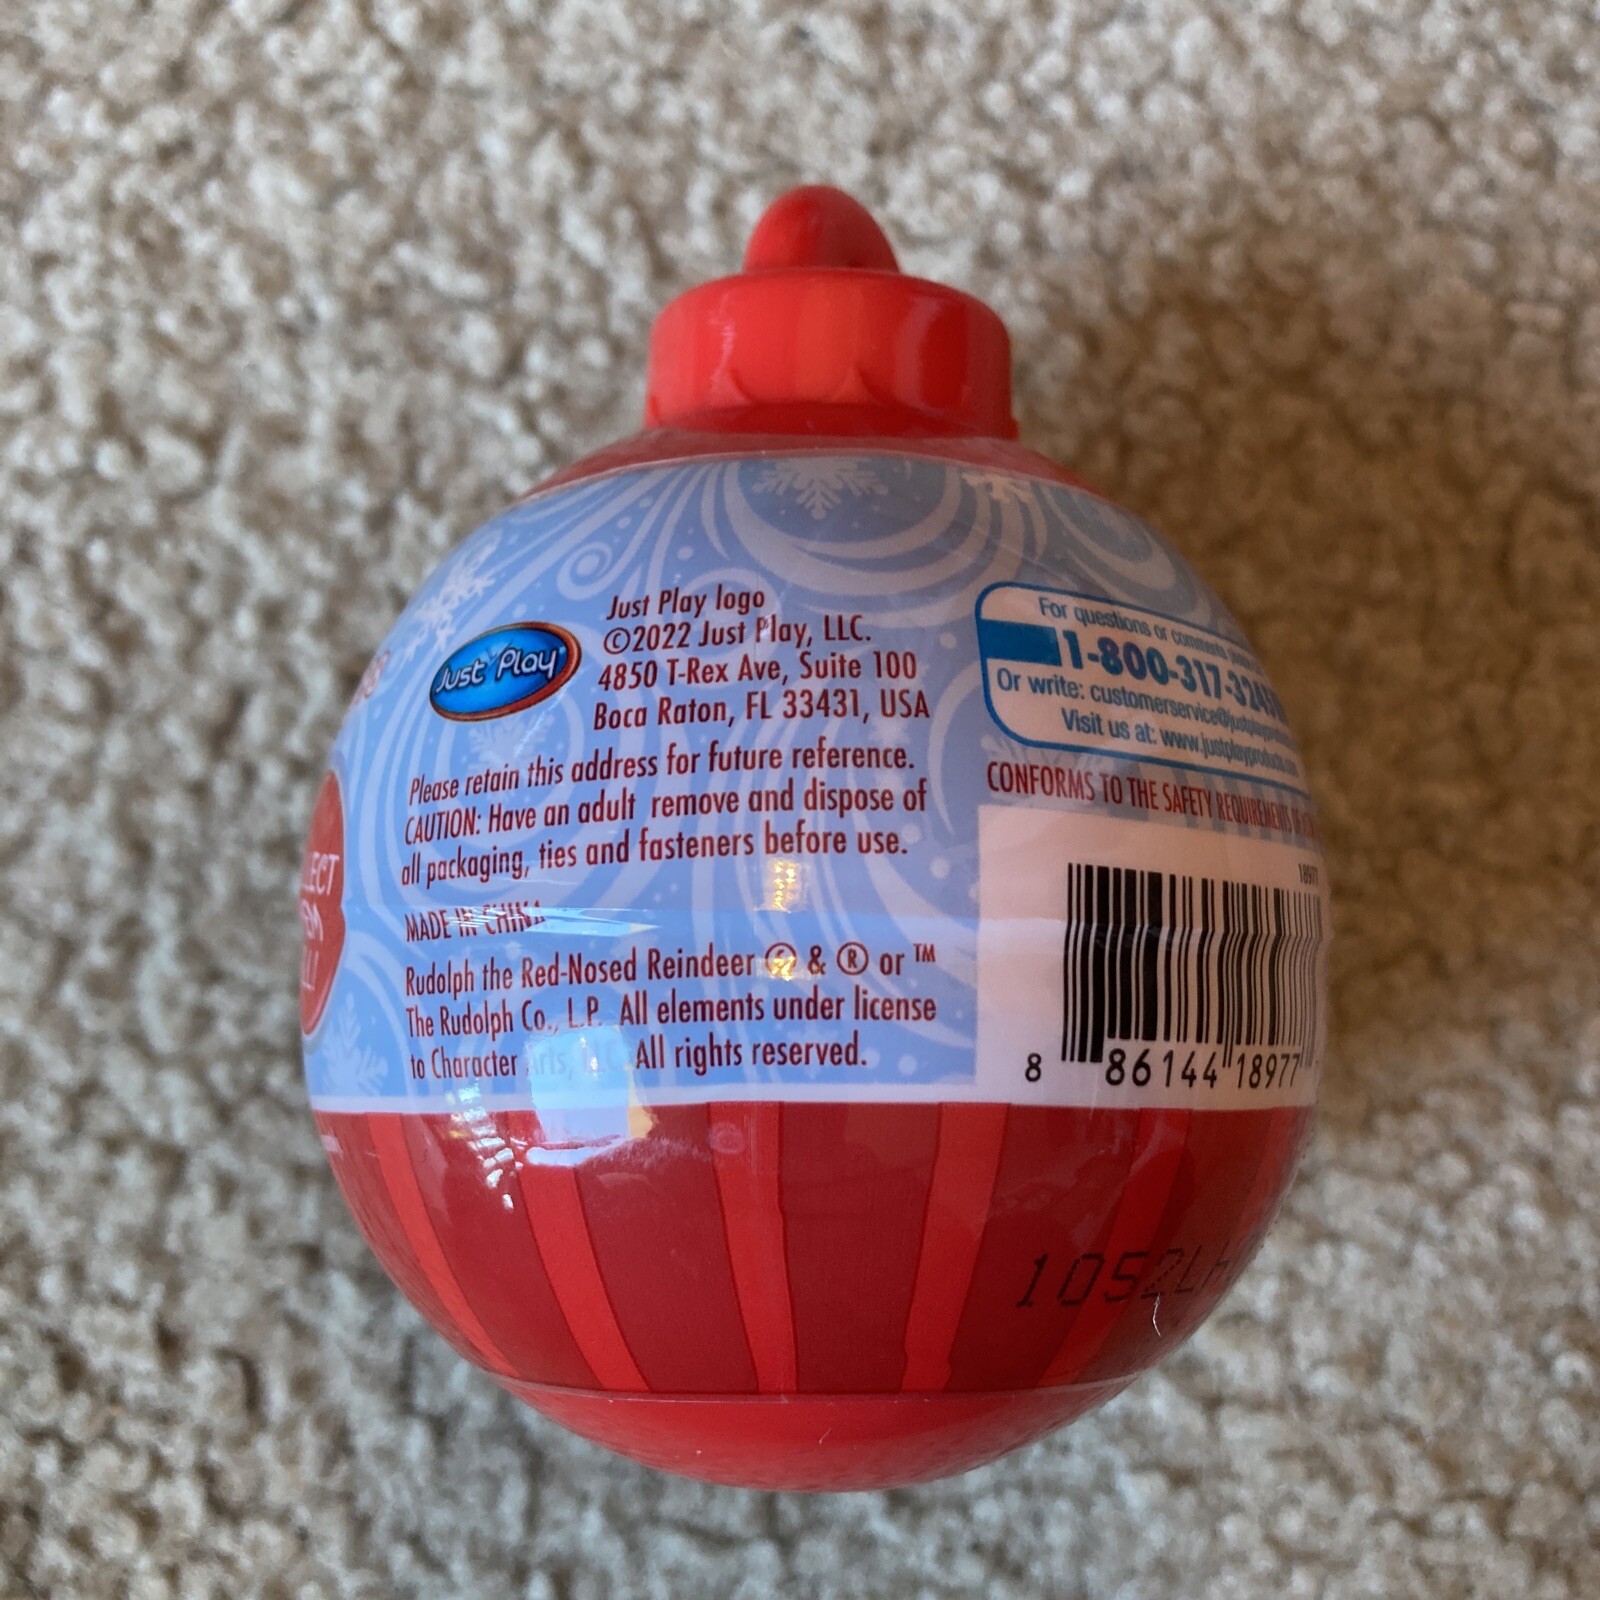 Just Play
Just Play logo
©2022 Just Play, LLC.
4850 T-Rex Ave, Suite 100
Boca Raton, FL 33431, USA
Please retain this address for future reference.
CAUTION: Have an adult remove and dispose of
all packaging, ties and fasteners before use.
MADE IN CHINA
Rudolph the Red-Nosed Reindeer © & ® or ™
The Rudolph Co., L.P. All elements under license
to Character Arts, LLC. All rights reserved.
For questions or comments
1-800-317-
Or write: customerservice@
Visit us at: www.justplayproducts.com
CONFORMS TO THE SAFETY REQUIREMENTS OF
18977
8 86144 18977
1052LH